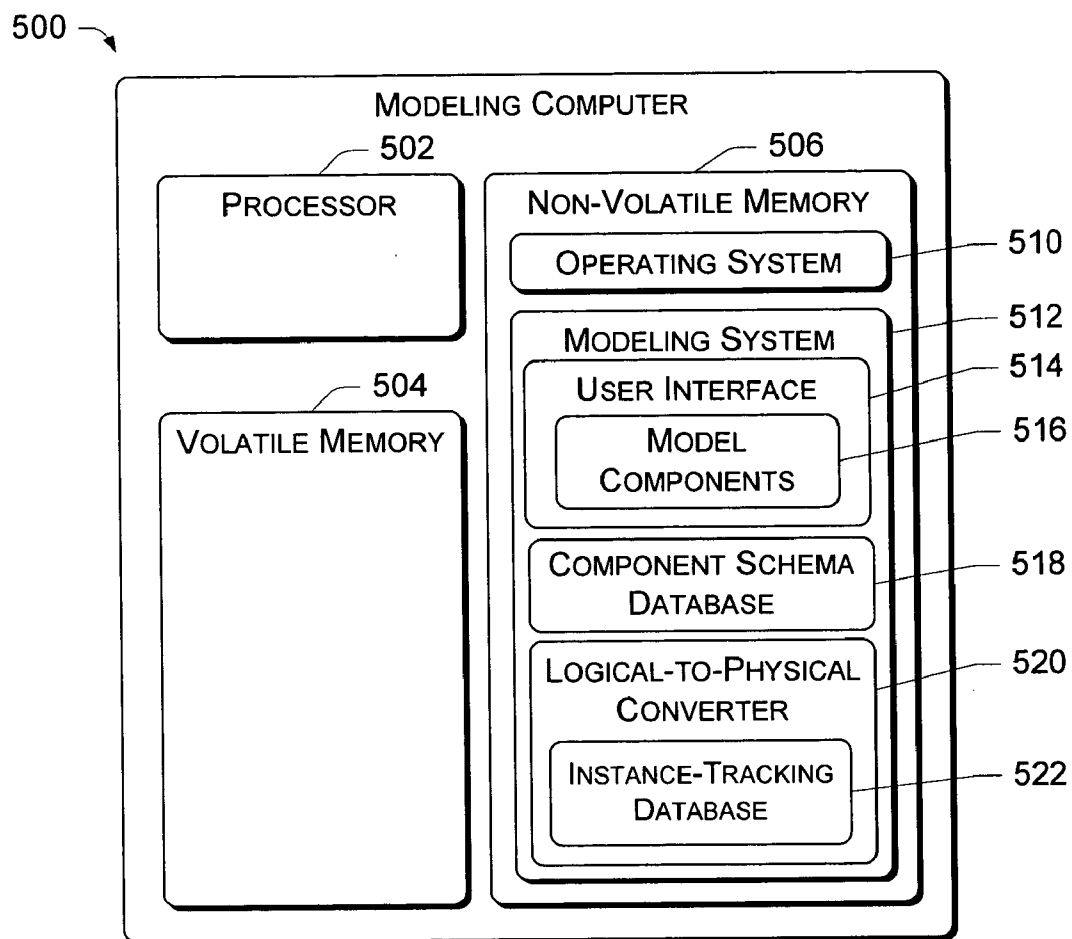 500
MODELING COMPUTER
502
PROCESSOR
504
VOLATILE MEMORY
506
NON-VOLATILE MEMORY
OPERATING SYSTEM
510
MODELING SYSTEM
512
USER INTERFACE
514
MODEL
COMPONENTS
516
COMPONENT SCHEMA
DATABASE
518
LOGICAL-TO-PHYSICAL
CONVERTER
520
INSTANCE-TRACKING
DATABASE
522